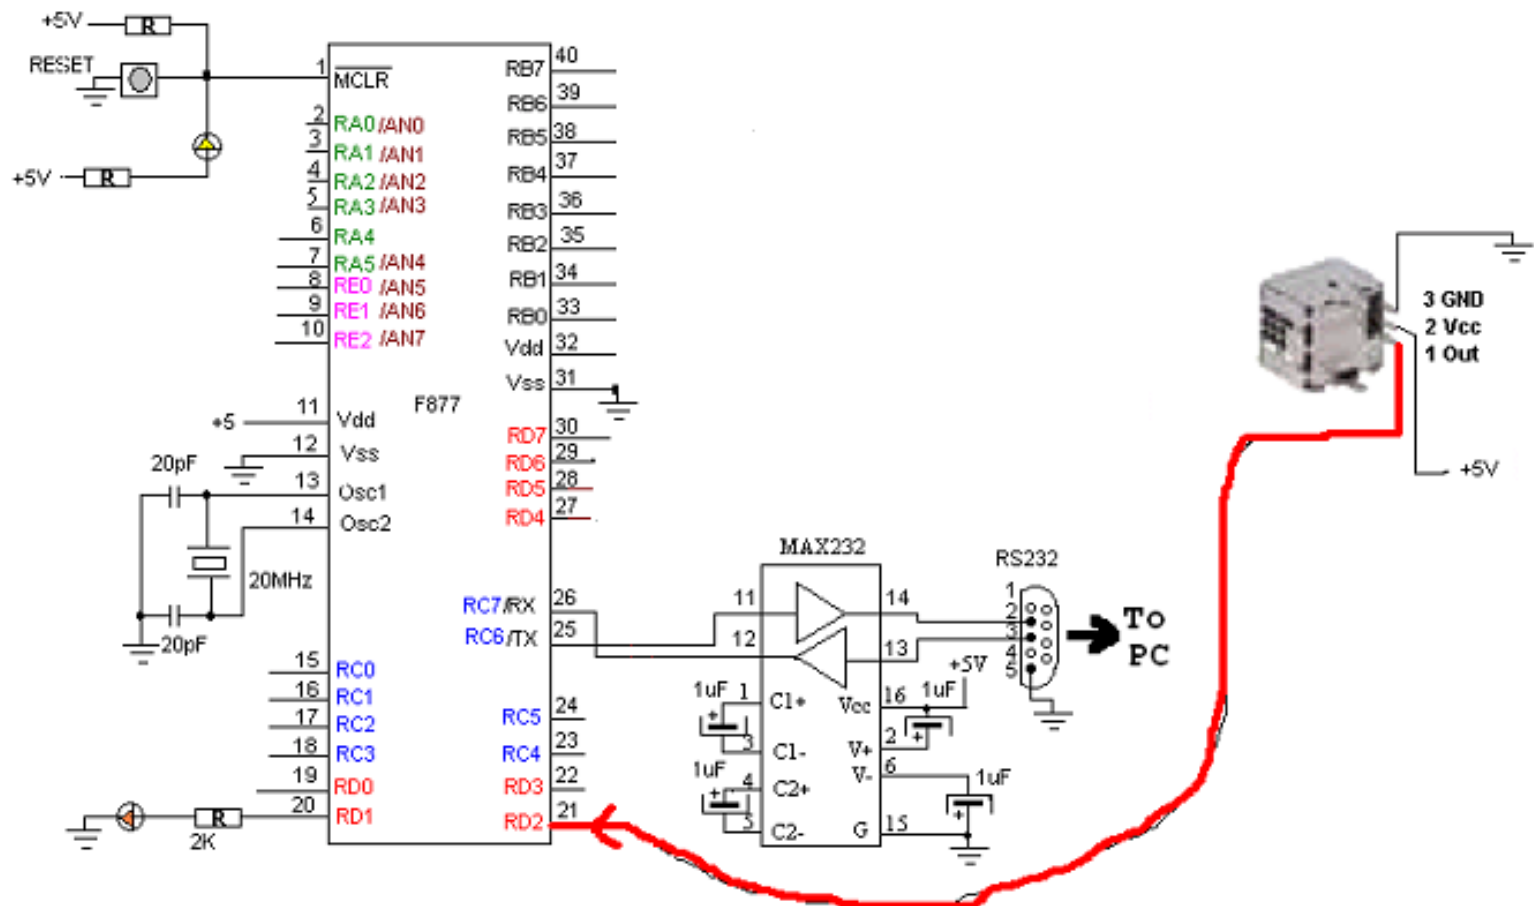 +5V R
RESET
+5V R
1 MCLR
2 RA0/AN0
3 RA1/AN1
4 RA2/AN2
5 RA3/AN3
6 RA4
7 RA5/AN4
8 RE0/AN5
9 RE1/AN6
10 RE2/AN7
+5 11 Vdd
12 Vss
20pF
13 Osc1
14 Osc2
20MHz
20pF
15 RC0
16 RC1
17 RC2
18 RC3
19 RD0
20 RD1
R
2K
F877
RB7 40
RB6 39
RB5 38
RB4 37
RB3 36
RB2 35
RB1 34
RB0 33
Vdd 32
Vss 31
RD7 30
RD6 29
RD5 28
RD4 27
RC7/RX 26
RC6/TX 25
RC5 24
RC4 23
RD3 22
RD2 21
MAX232
11 14
12 13
+5V
1uF 1 C1+ Vcc 16 1uF
3 C1- V+ 2
1uF 4 C2+ V- 6 1uF
5 C2- G 15
RS232
1
2
3
4
5
To
PC
3 GND
2 Vcc
1 Out
+5V